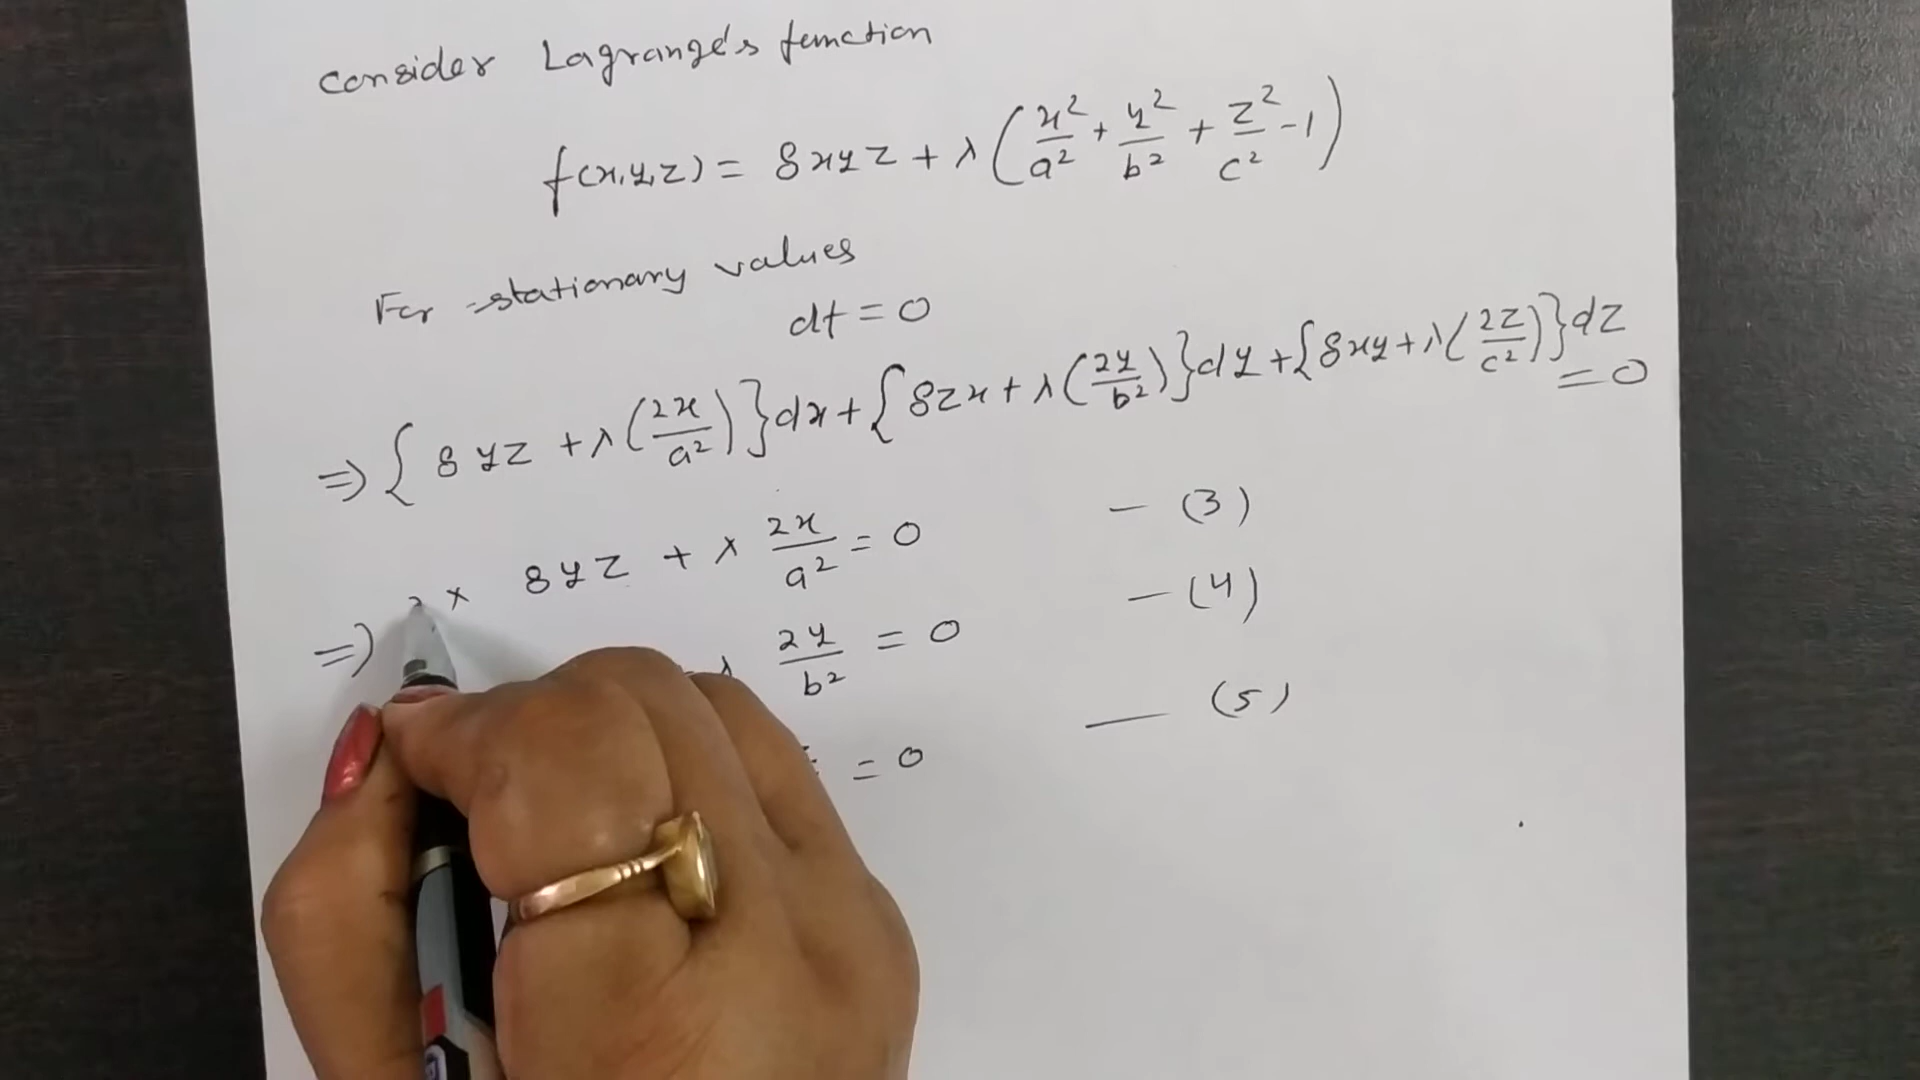 Consider Lagrange's function
f(x,y,z) = 8xyz + λ(x²/a² + y²/b² + z²/c² - 1)
For stationary values
df = 0
⇒ {8yz + λ(2x/a²)}dx + {8zx + λ(2y/b²)}dy + {8xy + λ(2z/c²)}dz
= 0
⇒ × 8yz + λ 2x/a² = 0 — (3)
λ 2y/b² = 0 — (4)
= 0 — (5)